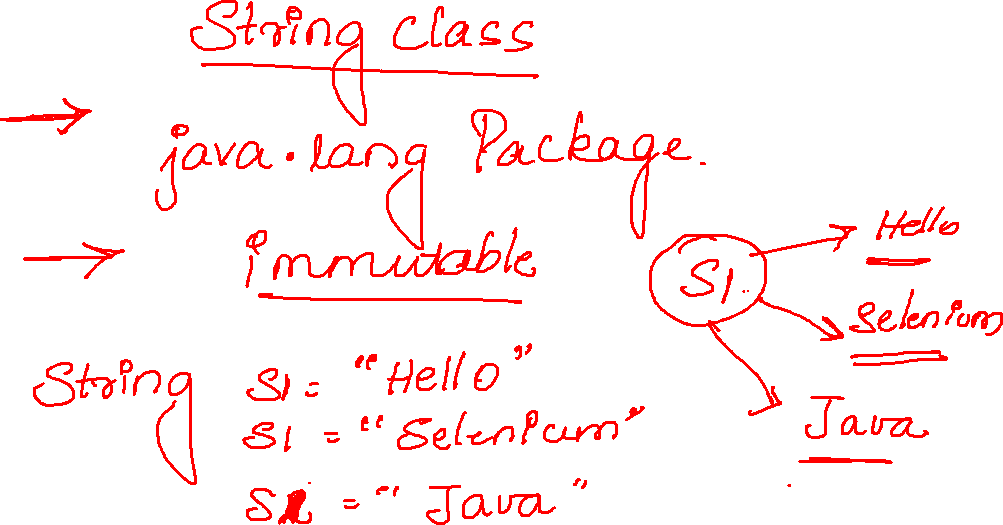 String class
→ java.lang Package.
→ immutable
S1.
Hello
Selenium
Java
String S1 = "Hello"
S1 = "Selenium"
S1 = "Java"